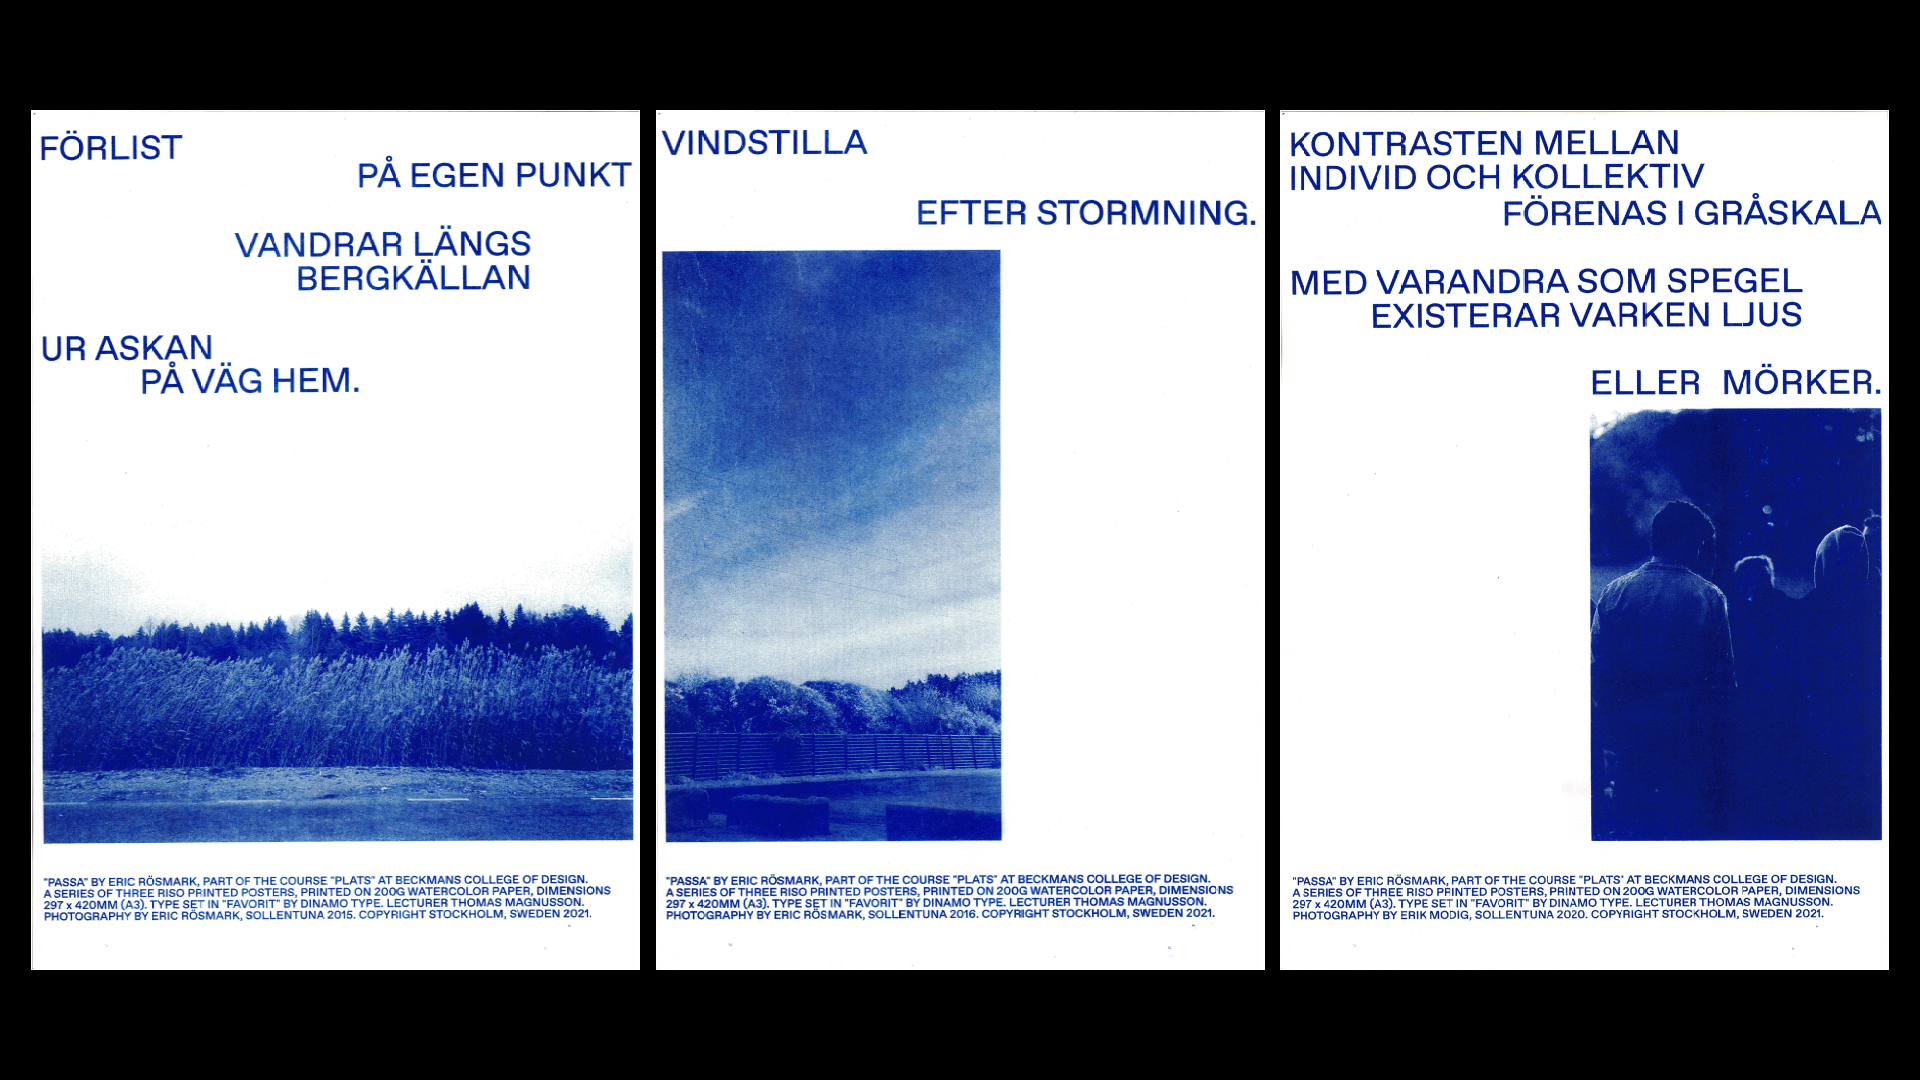 FÖRLIST
PÅ EGEN PUNKT
VANDRAR LÄNGS
BERGKÄLLAN
UR ASKAN
PÅ VÄG HEM.
"PASSA" BY ERIC RÖSMARK, PART OF THE COURSE "PLATS" AT BECKMANS COLLEGE OF DESIGN.
A SERIES OF THREE RISO PRINTED POSTERS, PRINTED ON 200G WATERCOLOR PAPER, DIMENSIONS
297 x 420MM (A3). TYPE SET IN "FAVORIT" BY DINAMO TYPE. LECTURER THOMAS MAGNUSSON.
PHOTOGRAPHY BY ERIC RÖSMARK, SOLLENTUNA 2015. COPYRIGHT STOCKHOLM, SWEDEN 2021.
VINDSTILLA
EFTER STORMNING.
"PASSA" BY ERIC RÖSMARK, PART OF THE COURSE "PLATS" AT BECKMANS COLLEGE OF DESIGN.
A SERIES OF THREE RISO PRINTED POSTERS, PRINTED ON 200G WATERCOLOR PAPER, DIMENSIONS
297 x 420MM (A3). TYPE SET IN "FAVORIT" BY DINAMO TYPE. LECTURER THOMAS MAGNUSSON.
PHOTOGRAPHY BY ERIC RÖSMARK, SOLLENTUNA 2016. COPYRIGHT STOCKHOLM, SWEDEN 2021.
KONTRASTEN MELLAN
INDIVID OCH KOLLEKTIV
FÖRENAS I GRÅSKALA
MED VARANDRA SOM SPEGEL
EXISTERAR VARKEN LJUS
ELLER MÖRKER.
"PASSA" BY ERIC RÖSMARK, PART OF THE COURSE "PLATS" AT BECKMANS COLLEGE OF DESIGN.
A SERIES OF THREE RISO PRINTED POSTERS, PRINTED ON 200G WATERCOLOR PAPER, DIMENSIONS
297 x 420MM (A3). TYPE SET IN "FAVORIT" BY DINAMO TYPE. LECTURER THOMAS MAGNUSSON.
PHOTOGRAPHY BY ERIK MODIG, SOLLENTUNA 2020. COPYRIGHT STOCKHOLM, SWEDEN 2021.